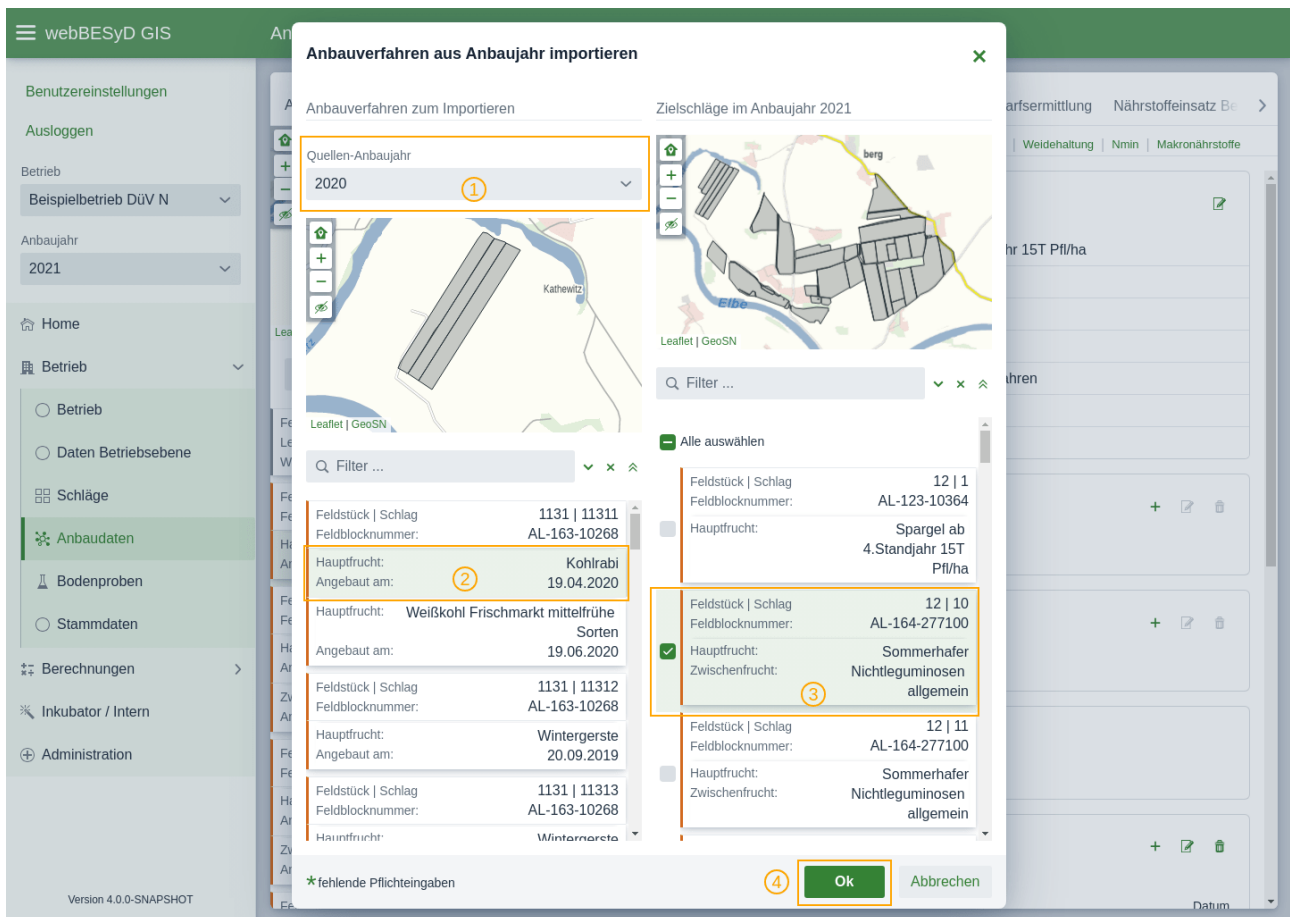 webBESyD GIS
An
Benutzereinstellungen
Ausloggen
Betrieb
Beispielbetrieb DüV N
Anbaujahr
2021
Home
Betrieb
Betrieb
Daten Betriebsebene
Schläge
Anbaudaten
Bodenproben
Stammdaten
Berechnungen
Inkubator / Intern
Administration
Version 4.0.0-SNAPSHOT
Anbauverfahren aus Anbaujahr importieren
Anbauverfahren zum Importieren
Quellen-Anbaujahr
2020
1
Kathewitz
Leaflet | GeoSN
Filter ...
Feldstück | Schlag 1131 | 11311
Feldblocknummer: AL-163-10268
Hauptfrucht: Kohlrabi
Angebaut am: 2 19.04.2020
Hauptfrucht: Weißkohl Frischmarkt mittelfrühe
Sorten
Angebaut am: 19.06.2020
Feldstück | Schlag 1131 | 11312
Feldblocknummer: AL-163-10268
Hauptfrucht: Wintergerste
Angebaut am: 20.09.2019
Feldstück | Schlag 1131 | 11313
Feldblocknummer: AL-163-10268
Hauptfrucht: Wintergerste
Zielschläge im Anbaujahr 2021
berg
Elbe
Leaflet | GeoSN
Filter ...
Alle auswählen
Feldstück | Schlag 12 | 1
Feldblocknummer: AL-123-10364
Hauptfrucht: Spargel ab
4.Standjahr 15T
Pfl/ha
Feldstück | Schlag 12 | 10
Feldblocknummer: AL-164-277100
Hauptfrucht: Sommerhafer
Zwischenfrucht: Nichtleguminosen
3 allgemein
Feldstück | Schlag 12 | 11
Feldblocknummer: AL-164-277100
Hauptfrucht: Sommerhafer
Zwischenfrucht: Nichtleguminosen
allgemein
*fehlende Pflichteingaben
4
Ok
Abbrechen
arfsermittlung Nährstoffeinsatz Be
| Weidehaltung | Nmin | Makronährstoffe
hr 15T Pfl/ha
ahren
Datum